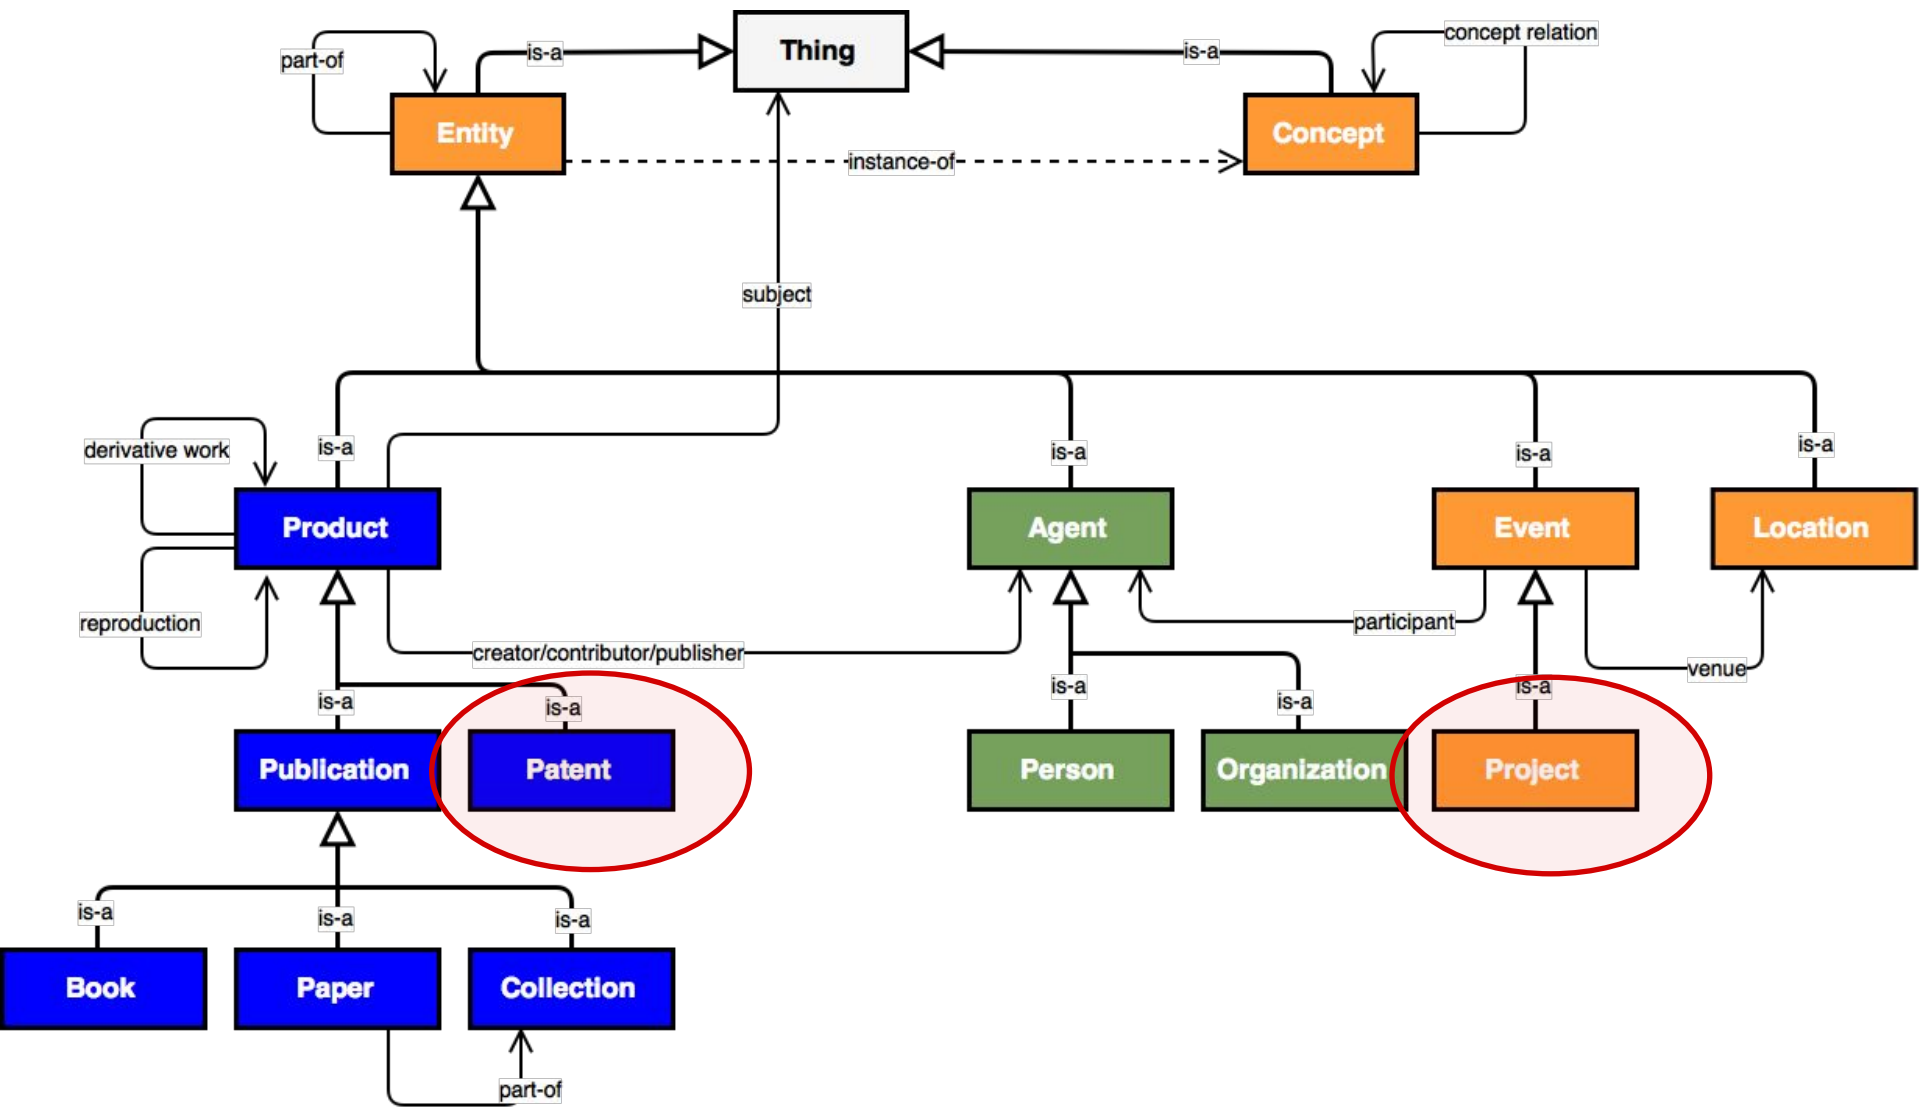 Thing
concept relation
is-a
is-a
part-of
Entity
Concept
instance-of
subject
derivative work
is-a
is-a
is-a
is-a
Product
Agent
Event
Location
reproduction
participant
creator/contributor/publisher
venue
is-a
is-a
is-a
is-a
is-a
Publication
Patent
Person
Organization
Project
is-a
is-a
is-a
Book
Paper
Collection
part-of